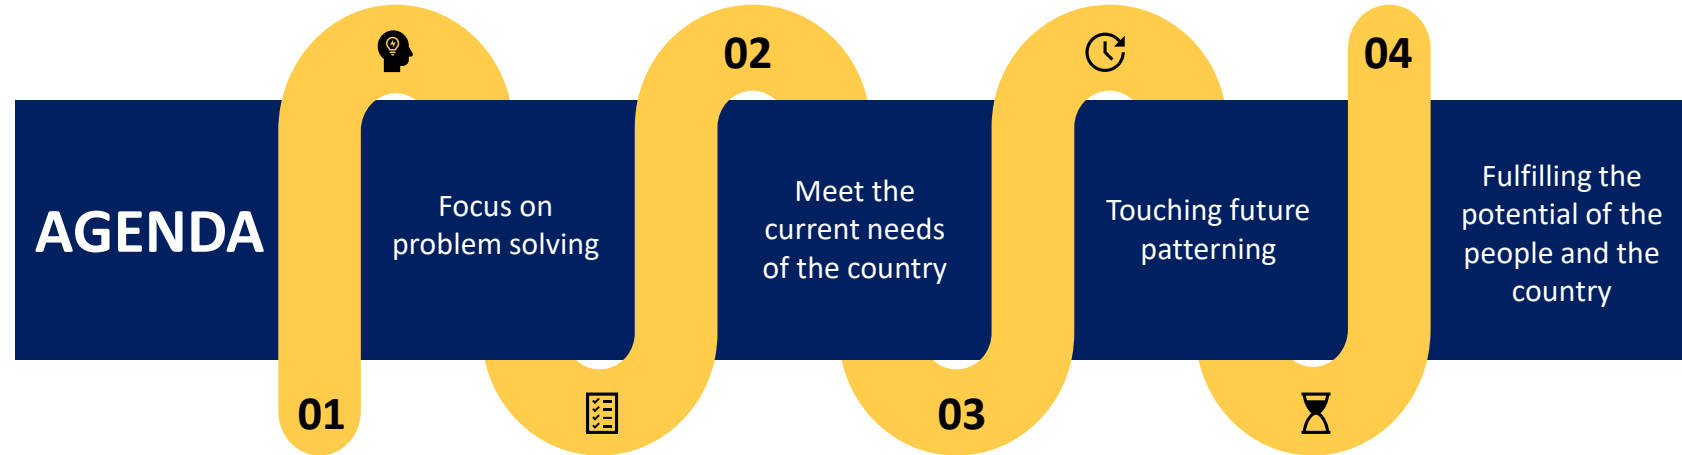 AGENDA
01
Focus on
problem solving
02
Meet the
current needs
of the country
03
Touching future
patterning
04
Fulfilling the
potential of the
people and the
country